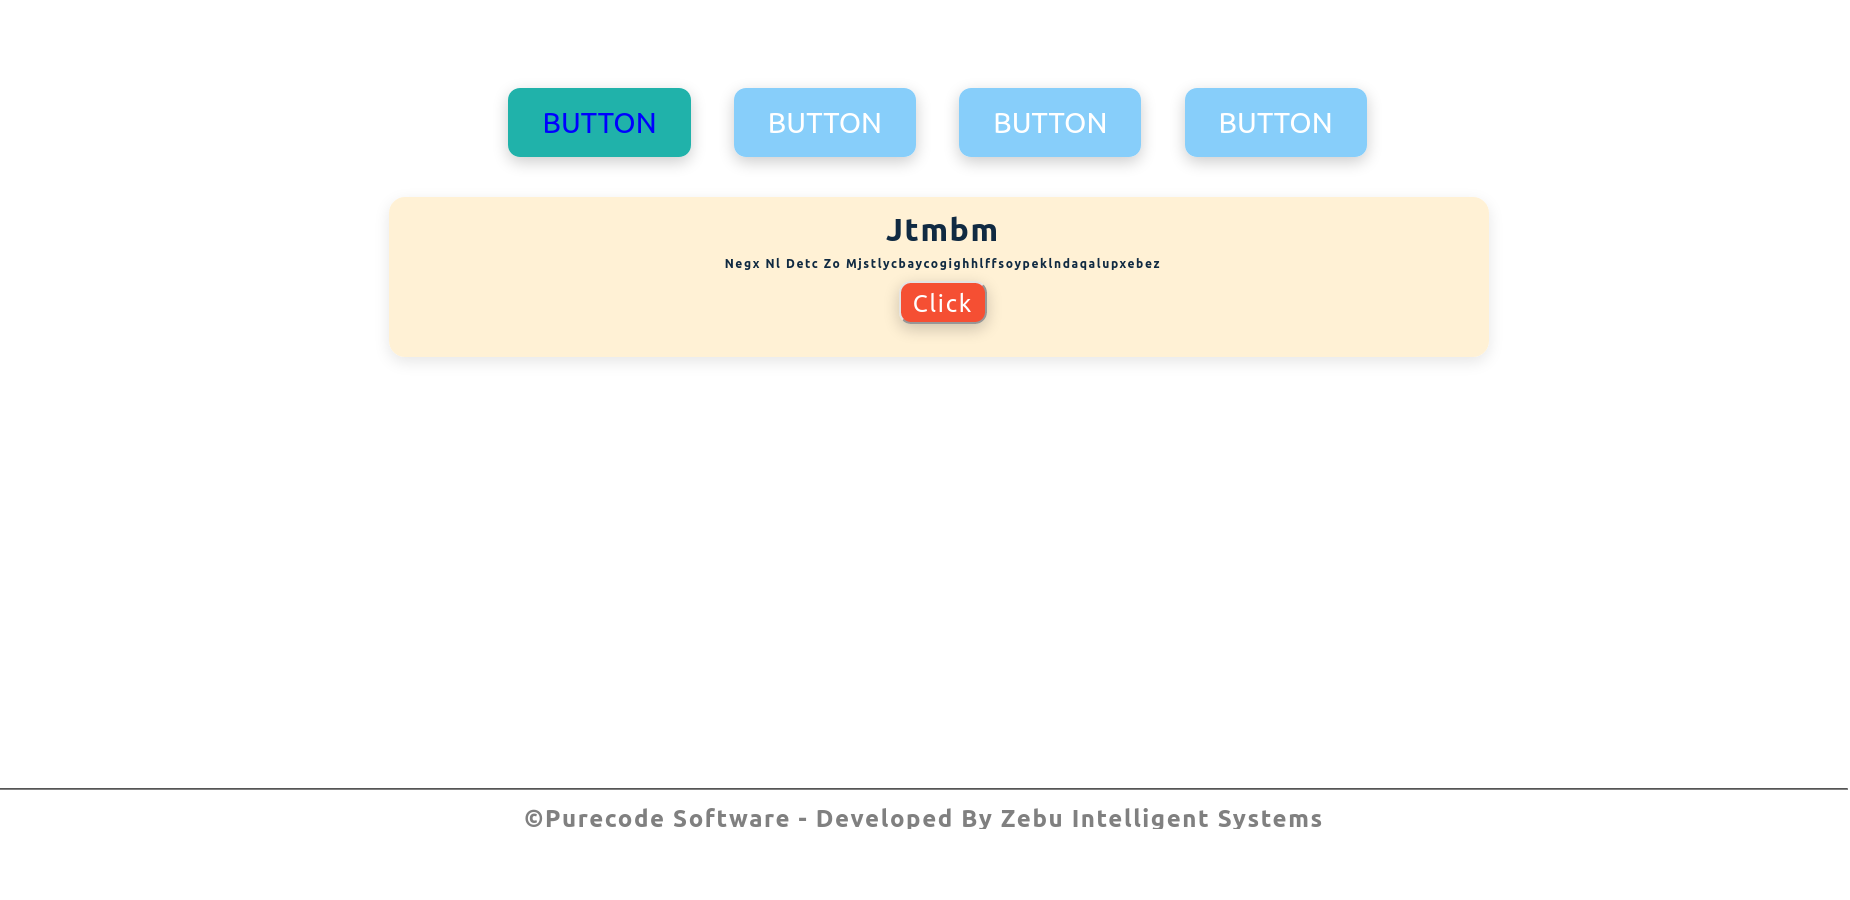 BUTTON BUTTON BUTTON BUTTON
Jtmbm
Negx Nl Detc Zo Mjstlycbaycogighhlffsoypeklndaqalupxebez
Click
©Purecode Software - Developed By Zebu Intelligent Systems